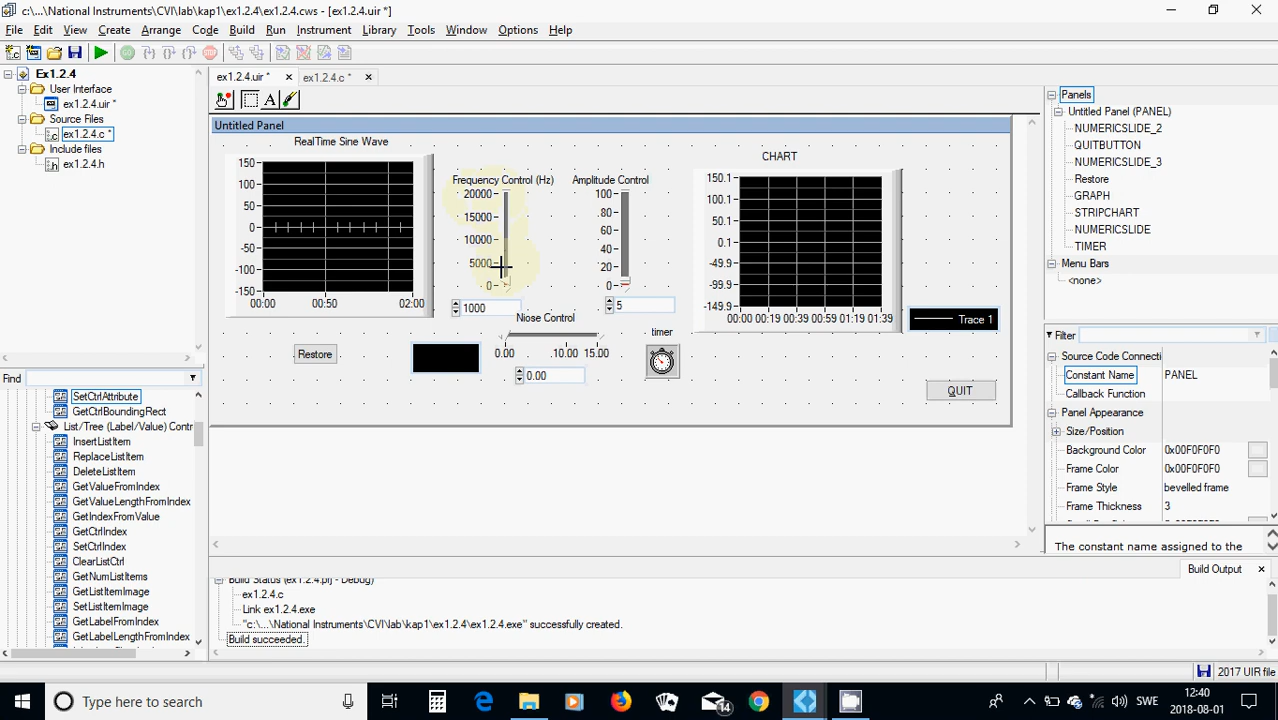 c:\...\National Instruments\CVI\lab\kap1\ex1.2.4\ex1.2.4.cws - [ex1.2.4.uir *]
File Edit View Create Arrange Code Build Run Instrument Library Tools Window Options Help
Ex1.2.4
User Interface
ex1.2.4.uir *
Source Files
ex1.2.4.c *
Include files
ex1.2.4.h
Find
SetCtrlAttribute
GetCtrlBoundingRect
List/Tree (Label/Value) Contr
InsertListItem
ReplaceListItem
DeleteListItem
GetValueFromIndex
GetValueLengthFromIndex
GetIndexFromValue
GetCtrlIndex
SetCtrlIndex
ClearListCtrl
GetNumListItems
GetListItemImage
SetListItemImage
GetLabelFromIndex
GetLabelLengthFromIndex
ex1.2.4.uir * ex1.2.4.c *
A
Untitled Panel
RealTime Sine Wave
150
100
50
0
-50
-100
-150
00:00 00:50 02:00
Frequency Control (Hz)
20000
15000
10000
5000
0
1000
Amplitude Control
100
80
60
40
20
0
5
CHART
150.1
100.1
50.1
0.1
-49.9
-99.9
-149.9
00:00 00:19 00:39 00:59 01:19 01:39
Trace 1
Niose Control
0.00 10.00 15.00
0.00
timer
Restore
QUIT
Panels
Untitled Panel (PANEL)
NUMERICSLIDE_2
QUITBUTTON
NUMERICSLIDE_3
Restore
GRAPH
STRIPCHART
NUMERICSLIDE
TIMER
Menu Bars
<none>
Filter
Source Code Connecti
Constant Name PANEL
Callback Function
Panel Appearance
Size/Position
Background Color 0x00F0F0F0
Frame Color 0x00F0F0F0
Frame Style bevelled frame
Frame Thickness 3
The constant name assigned to the
Build Output
Build Status (ex1.2.4.prj - Debug)
ex1.2.4.c
Link ex1.2.4.exe
"c:\...\National Instruments\CVI\lab\kap1\ex1.2.4\ex1.2.4.exe" successfully created.
Build succeeded.
2017 UIR file
Type here to search
14
SWE
12:40
2018-08-01